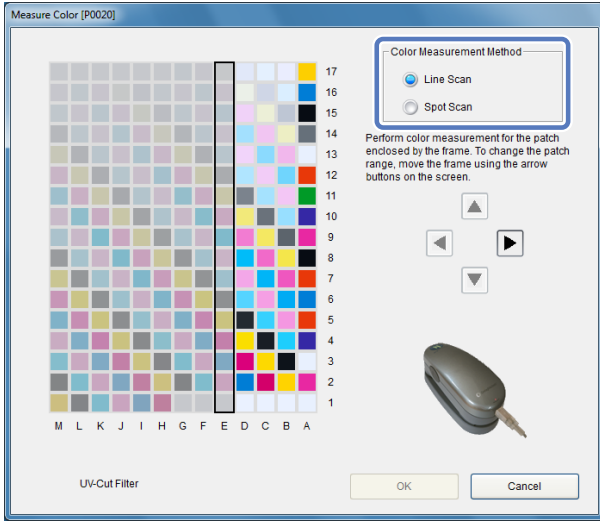 Measure Color [P0020]
Color Measurement Method
Line Scan
Spot Scan
Perform color measurement for the patch
enclosed by the frame. To change the patch
range, move the frame using the arrow
buttons on the screen.
17
16
15
14
13
12
11
10
9
8
7
6
5
4
3
2
1
M L K J I H G F E D C B A
UV-Cut Filter
OK
Cancel